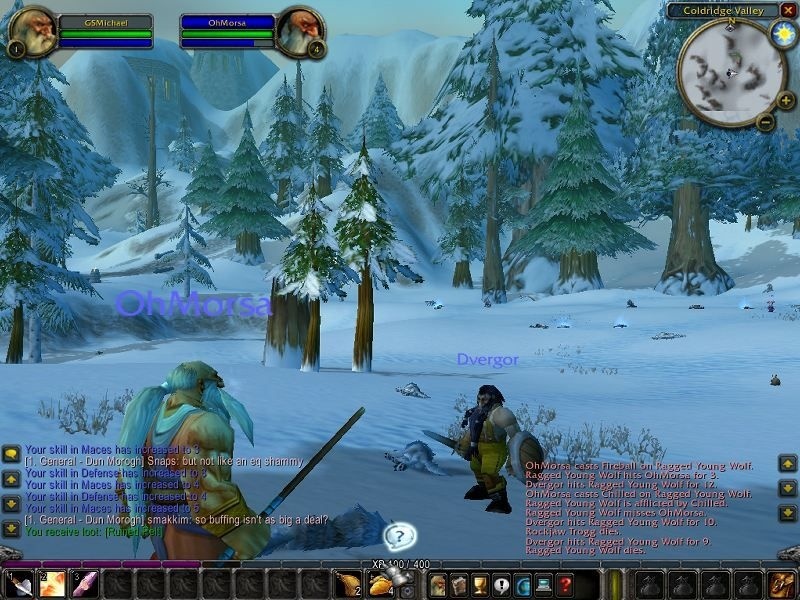 GSMichael
1
OhMorsa
4
Coldridge Valley
N
OhMorsa
Dvergor
Your skill in Maces has increased to 3
[1. General - Dun Morogh] Snaps: but not like an eq shammy
Your skill in Defense has increased to 3
Your skill in Maces has increased to 4
Your skill in Defense has increased to 4
Your skill in Maces has increased to 5
[1. General - Dun Morogh] smakkim: so buffing isn't as big a deal?
You receive loot: [Ruined Pelt]
OhMorsa casts Fireball on Ragged Young Wolf.
Ragged Young Wolf hits OhMorsa for 3.
Dvergor hits Ragged Young Wolf for 12.
OhMorsa casts Chilled on Ragged Young Wolf.
Ragged Young Wolf is afflicted by Chilled.
Ragged Young Wolf misses OhMorsa.
Dvergor hits Ragged Young Wolf for 10.
Rockjaw Trogg dies.
Dvergor hits Ragged Young Wolf for 9.
Ragged Young Wolf dies.
1 2 3
2 4